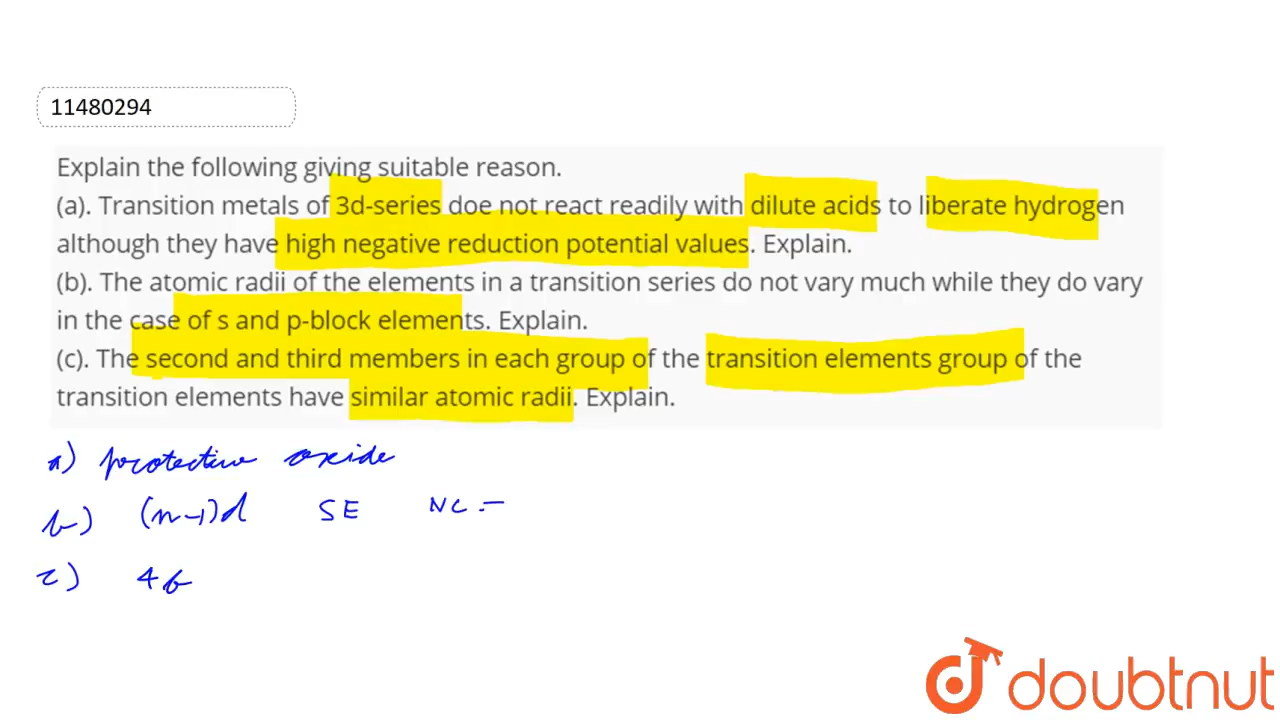 11480294
Explain the following giving suitable reason.
(a). Transition metals of 3d-series doe not react readily with dilute acids to liberate hydrogen
although they have high negative reduction potential values. Explain.
(b). The atomic radii of the elements in a transition series do not vary much while they do vary
in the case of s and p-block elements. Explain.
(c). The second and third members in each group of the transition elements group of the
transition elements have similar atomic radii. Explain.
a) protective oxide
b) (n-1)d SE NC =
c) 4f
doubtnut